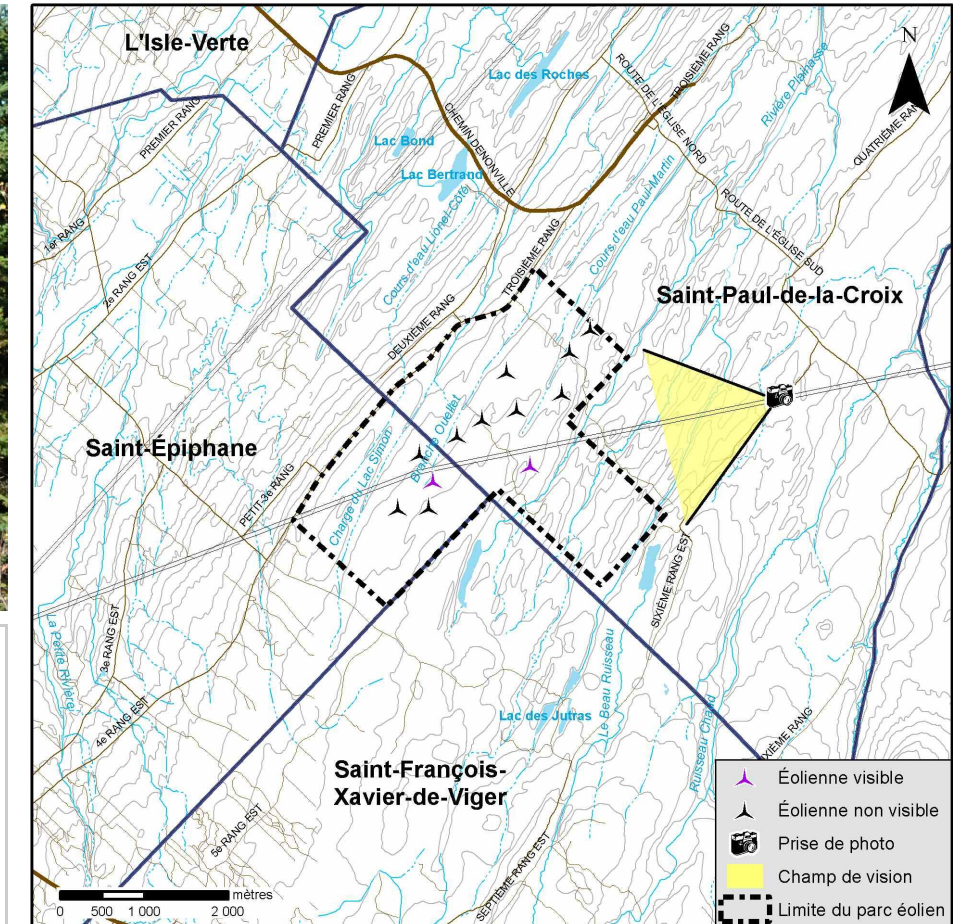 L'Isle-Verte
N
Lac des Roches
TROISIÈME RANG
ROUTE DE L'ÉGLISE NORD
Rivière Plainasse
PREMIER RANG
PREMIER RANG
CHEMIN DENONVILLE
Lac Bond
QUATRIÈME RANG
Lac Bertrand
Cours d'eau Lionel-Côté
Cours d'eau Paul-Martin
ROUTE DE L'ÉGLISE SUD
1er RANG
2e RANG EST
TROISIÈME RANG
Saint-Paul-de-la-Croix
DEUXIÈME RANG
Saint-Épiphane
Branche Ouellet
Charge du Lac Simon
PETIT-3e RANG
SIXIÈME RANG EST
La Petite Rivière
3e RANG EST
4e RANG EST
Le Beau Ruisseau
Lac des Jutras
Ruisseau
SIXIÈME RANG
Saint-François-
Xavier-de-Viger
5e RANG EST
SEPTIÈME RANG EST
Éolienne visible
Éolienne non visible
Prise de photo
Champ de vision
Limite du parc éolien
mètres
0 500 1 000 2 000